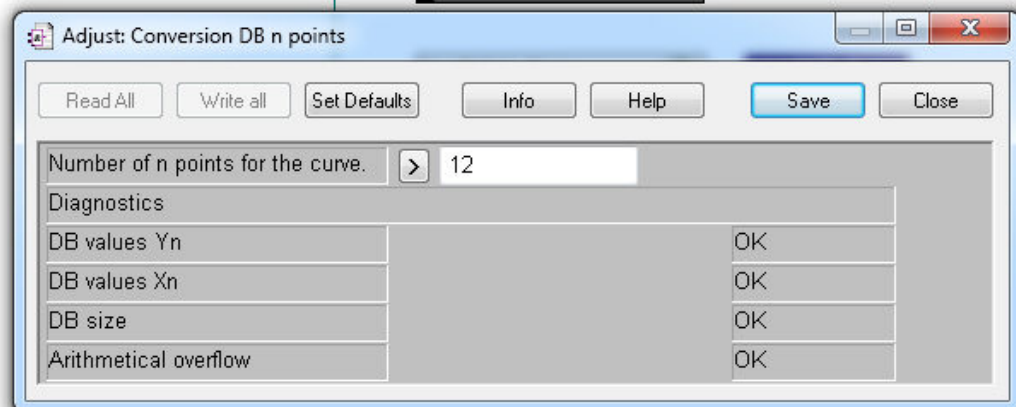 Adjust: Conversion DB n points
Read All Write all Set Defaults Info Help Save Close
Number of n points for the curve. > 12
Diagnostics
DB values Yn OK
DB values Xn OK
DB size OK
Arithmetical overflow OK